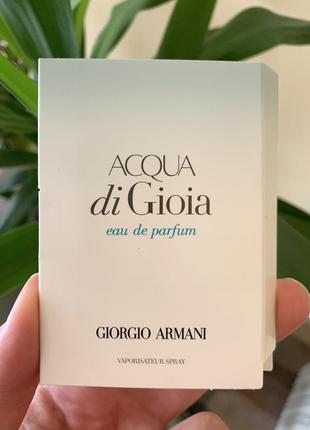 ACQUA
di Gioia
eau de parfum
GIORGIO ARMANI
VAPORISATEUR SPRAY